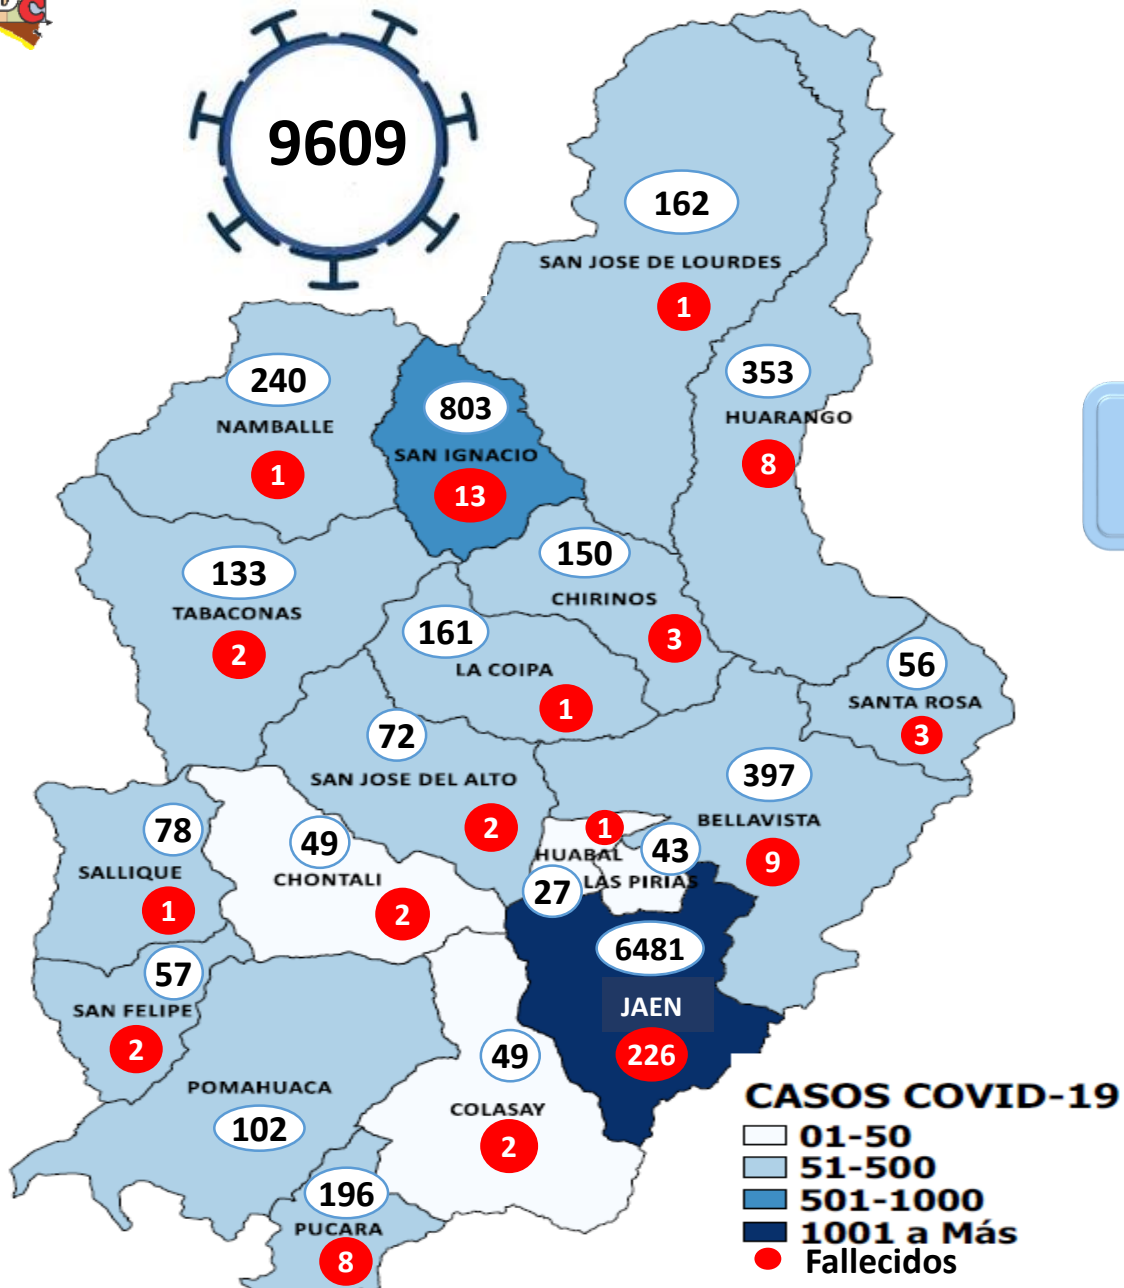 C
9609
162
SAN JOSE DE LOURDES
1
353
HUARANGO
8
240
NAMBALLE
1
803
SAN IGNACIO
13
150
CHIRINOS
3
133
TABACONAS
2
161
LA COIPA
1
56
SANTA ROSA
3
72
SAN JOSE DEL ALTO
2
397
BELLAVISTA
9
78
SALLIQUE
1
49
CHONTALI
2
1
HUABAL
27
43
LAS PIRIAS
6481
JAEN
226
57
SAN FELIPE
2
49
COLASAY
2
POMAHUACA
102
196
PUCARA
8
CASOS COVID-19
01-50
51-500
501-1000
1001 a Más
Fallecidos